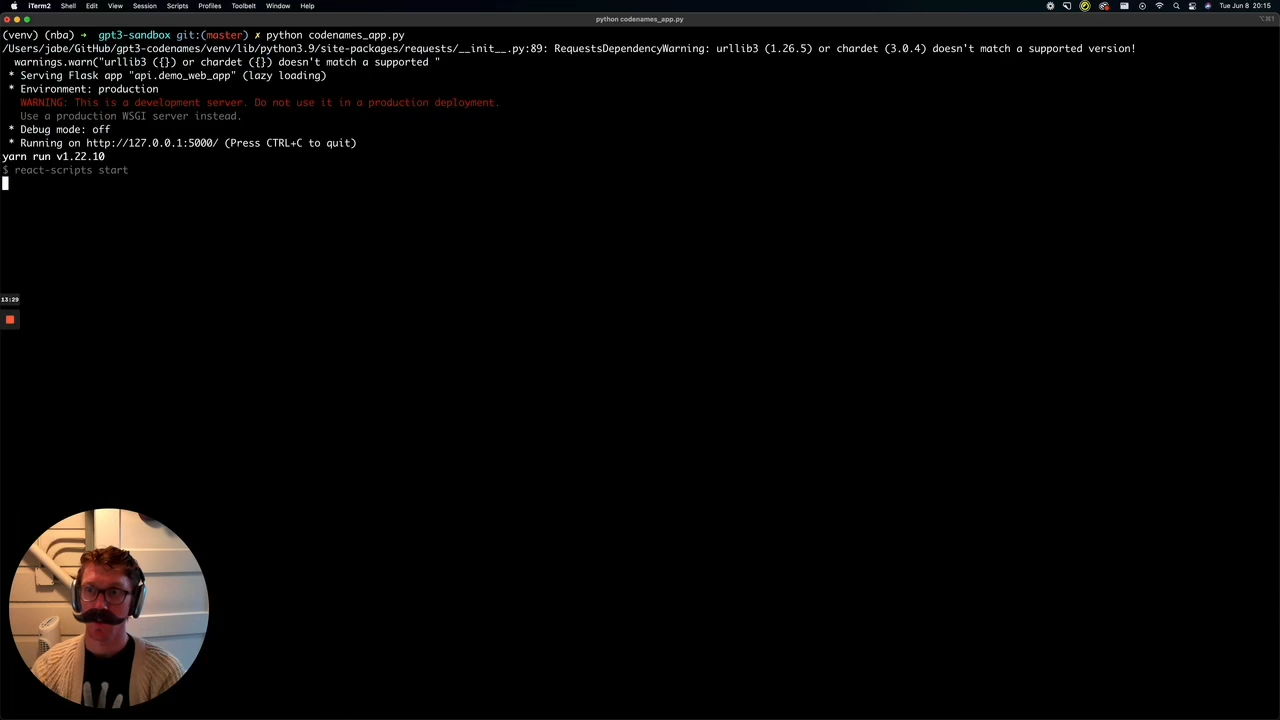 iTerm2 Shell Edit View Session Scripts Profiles Toolbelt Window Help Tue Jun 8 20:15
python codenames_app.py ⌥⌘1
(venv) (nba) → gpt3-sandbox git:(master) ✗ python codenames_app.py
/Users/jabe/GitHub/gpt3-codenames/venv/lib/python3.9/site-packages/requests/__init__.py:89: RequestsDependencyWarning: urllib3 (1.26.5) or chardet (3.0.4) doesn't match a supported version!
warnings.warn("urllib3 ({}) or chardet ({}) doesn't match a supported "
* Serving Flask app "api.demo_web_app" (lazy loading)
* Environment: production
WARNING: This is a development server. Do not use it in a production deployment.
Use a production WSGI server instead.
* Debug mode: off
* Running on http://127.0.0.1:5000/ (Press CTRL+C to quit)
yarn run v1.22.10
$ react-scripts start
13:29